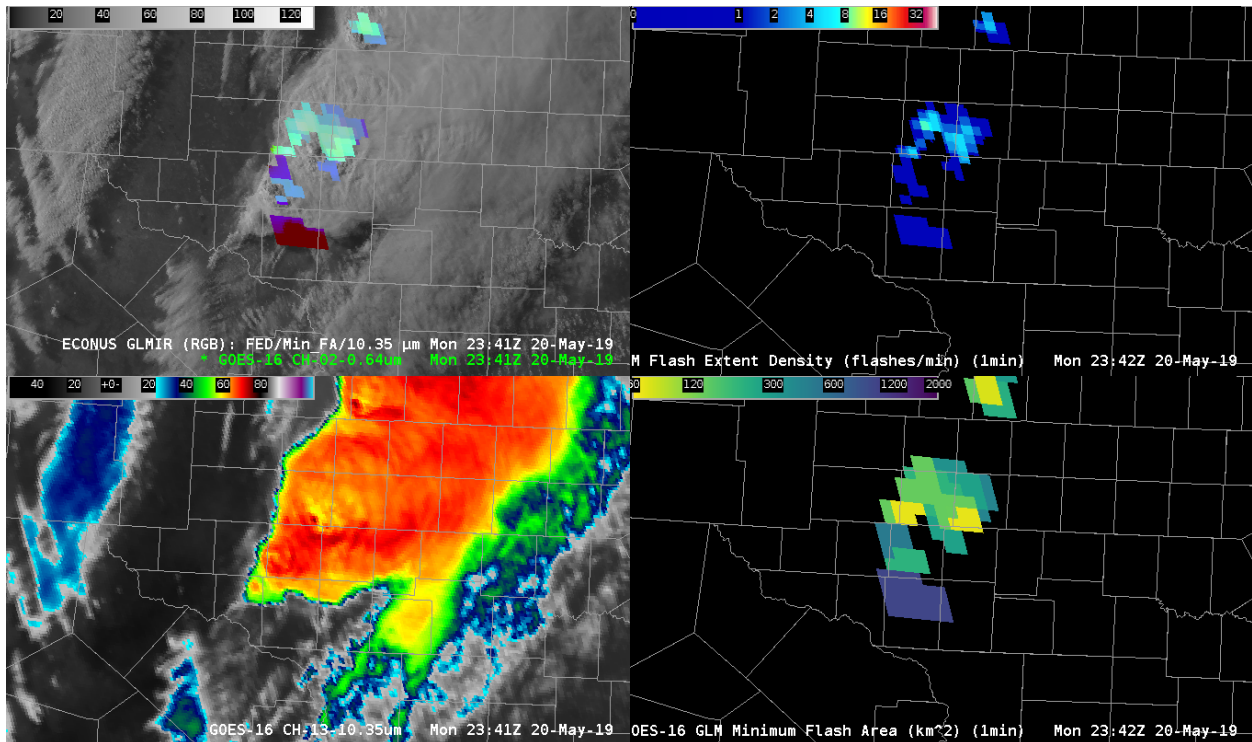 20 40 60 80 100 120
0 1 2 4 8 16 32
ECONUS GLMIR (RGB): FED/Min_FA/10.35 µm Mon 23:41Z 20-May-19
* GOES-16 CH-02-0.64um Mon 23:41Z 20-May-19
M Flash Extent Density (flashes/min) (1min) Mon 23:42Z 20-May-19
40 20 +0- 20 40 60 80
60 120 300 600 1200 2000
GOES-16 CH-13-10.35um Mon 23:41Z 20-May-19
OES-16 GLM Minimum Flash Area (km^2) (1min) Mon 23:42Z 20-May-19